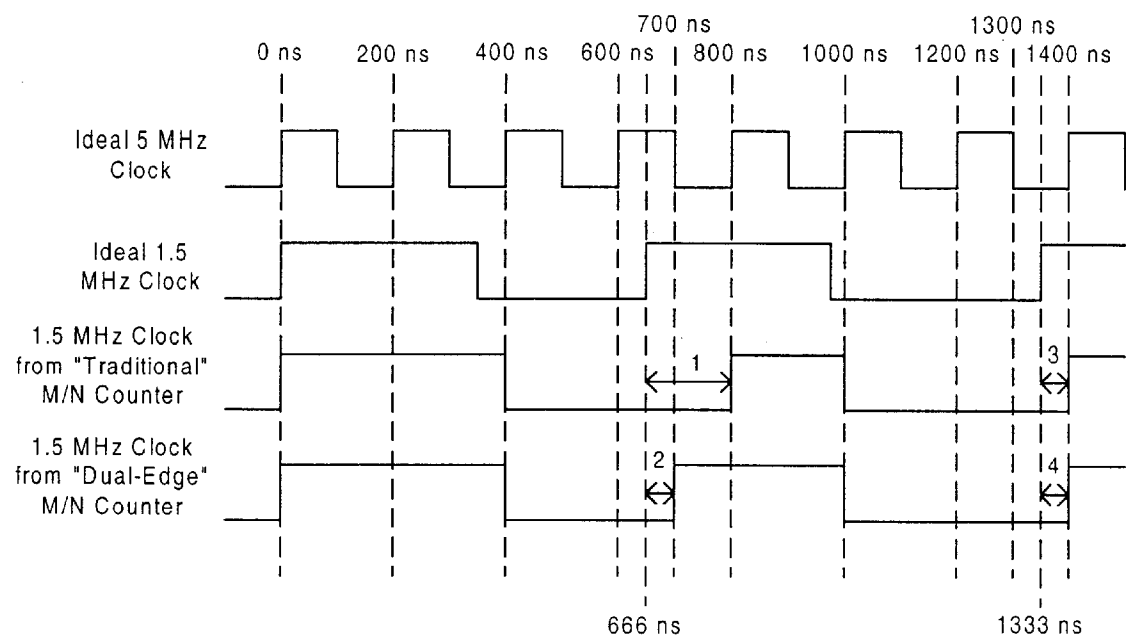 700 ns
1300 ns
0 ns
200 ns
400 ns
600 ns
800 ns
1000 ns
1200 ns
1400 ns
Ideal 5 MHz
Clock
Ideal 1.5
MHz Clock
1.5 MHz Clock
from "Traditional"
M/N Counter
1
3
1.5 MHz Clock
from "Dual-Edge"
M/N Counter
2
4
666 ns
1333 ns